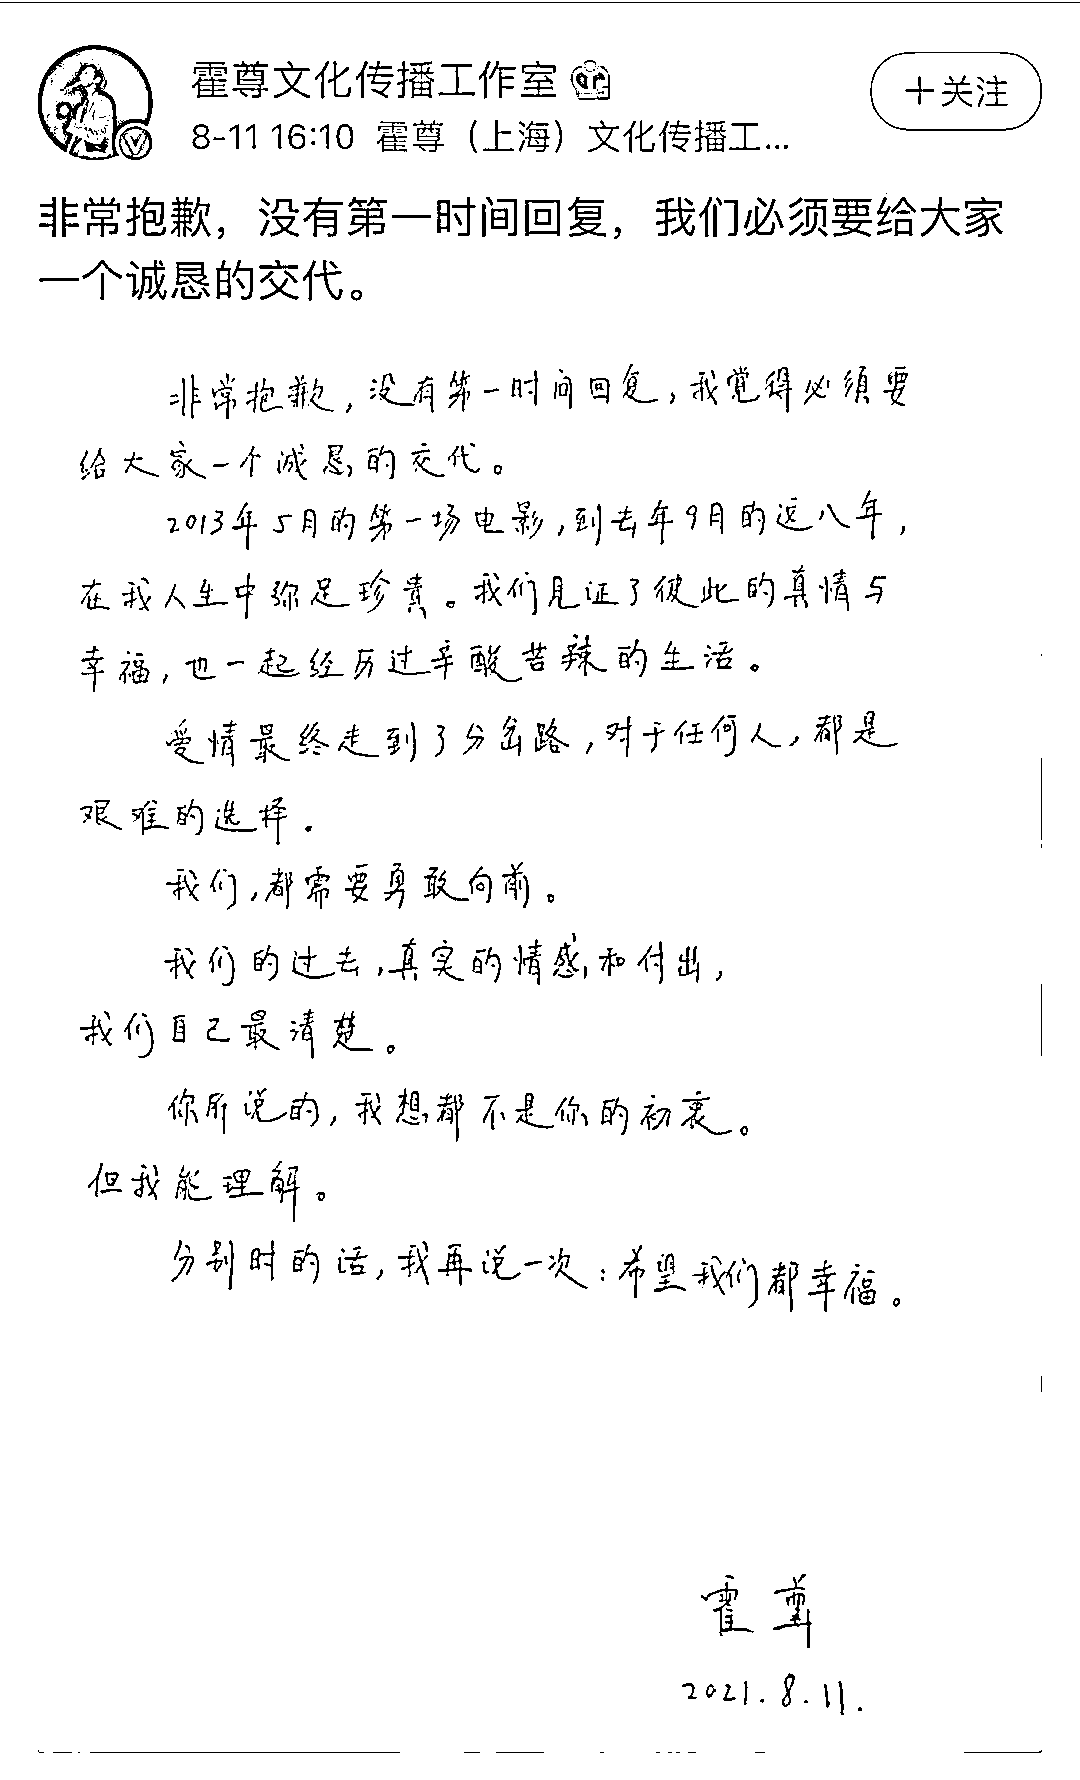 霍尊文化传播工作室
+关注
8-11 16:10 霍尊（上海）文化传播工...
非常抱歉，没有第一时间回复，我们必须要给大家
一个诚恳的交代。
非常抱歉，没有第一时间回复，我觉得必须要
给大家一个诚恳的交代。
2013年5月的第一场电影，到去年9月的这八年，
在我人生中弥足珍贵。我们见证了彼此的真情与
幸福，也一起经历过辛酸苦辣的生活。
爱情最终走到了分岔路，对于任何人，都是
艰难的选择.
我们，都需要勇敢向前。
我们的过去，真实的情感和付出，
我们自己最清楚。
你所说的，我想都不是你的初衷。
但我能理解。
分别时的话，我再说一次：希望我们都幸福。
霍尊
2021.8.11.